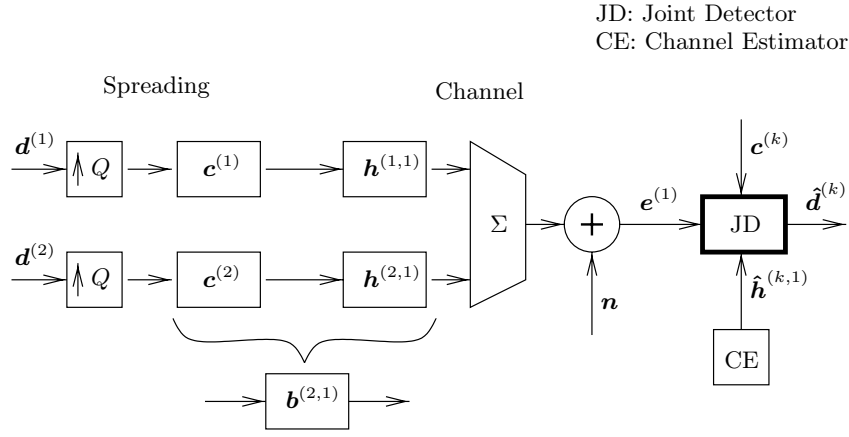 JD: Joint Detector
CE: Channel Estimator
Spreading
Channel
d^(1)
↑ Q
c^(1)
h^(1,1)
c^(k)
Σ
+
e^(1)
JD
d̂^(k)
d^(2)
↑ Q
c^(2)
h^(2,1)
n
ĥ^(k,1)
CE
b^(2,1)